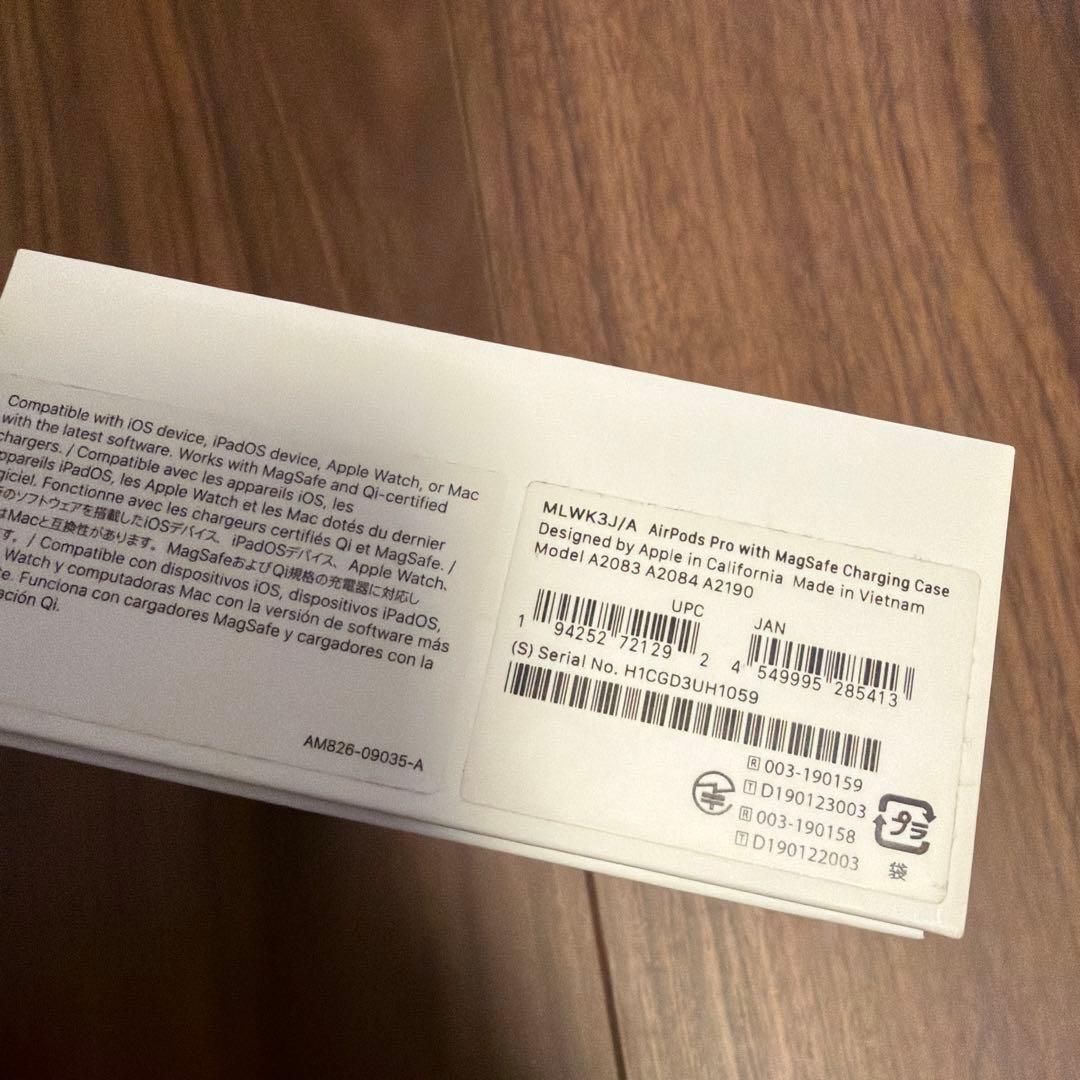 Compatible with iOS device, iPadOS device, Apple Watch, or Mac
with the latest software. Works with MagSafe and Qi-certified
chargers. / Compatible avec les appareils iOS, les
appareils iPadOS, les Apple Watch et les Mac dotés du dernier
logiciel. Fonctionne avec les chargeurs certifiés Qi et MagSafe. /
のソフトウェアを搭載したiOSデバイス、iPadOSデバイス、Apple Watch、
はMacと互換性があります。MagSafeおよびQi規格の充電器に対応し
す。/ Compatible con dispositivos iOS, dispositivos iPadOS,
Watch y computadoras Mac con la versión de software más
Funciona con cargadores MagSafe y cargadores con la
Qi.
AM826-09035-A
MLWK3J/A AirPods Pro with MagSafe Charging Case
Designed by Apple in California Made in Vietnam
Model A2083 A2084 A2190
UPC
1 94252 72129 2
JAN
4 549995 285413
(S) Serial No. H1CGD3UH1059
R 003-190159
T D190123003
R 003-190158
T D190122003
プラ
袋